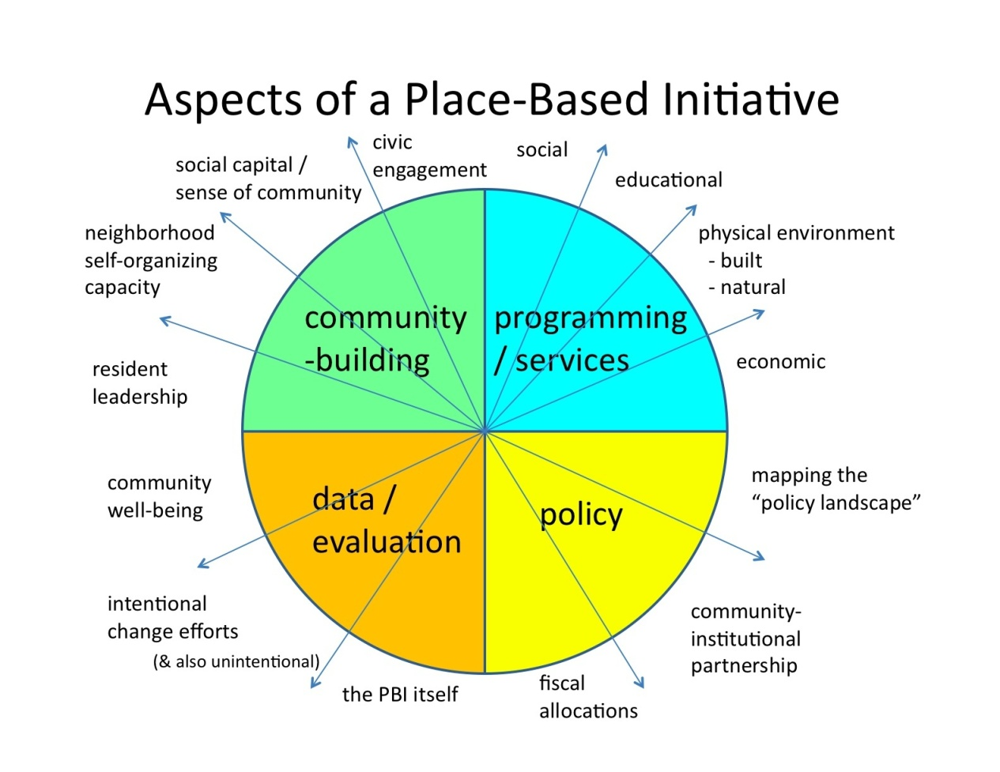 Aspects of a Place-Based Initiative
civic
engagement
social
social capital /
sense of community
educational
neighborhood
self-organizing
capacity
physical environment
- built
- natural
community
-building
programming
/ services
resident
leadership
economic
community
well-being
data /
evaluation
policy
mapping the
“policy landscape”
intentional
change efforts
(& also unintentional)
the PBI itself
fiscal
allocations
community-
institutional
partnership